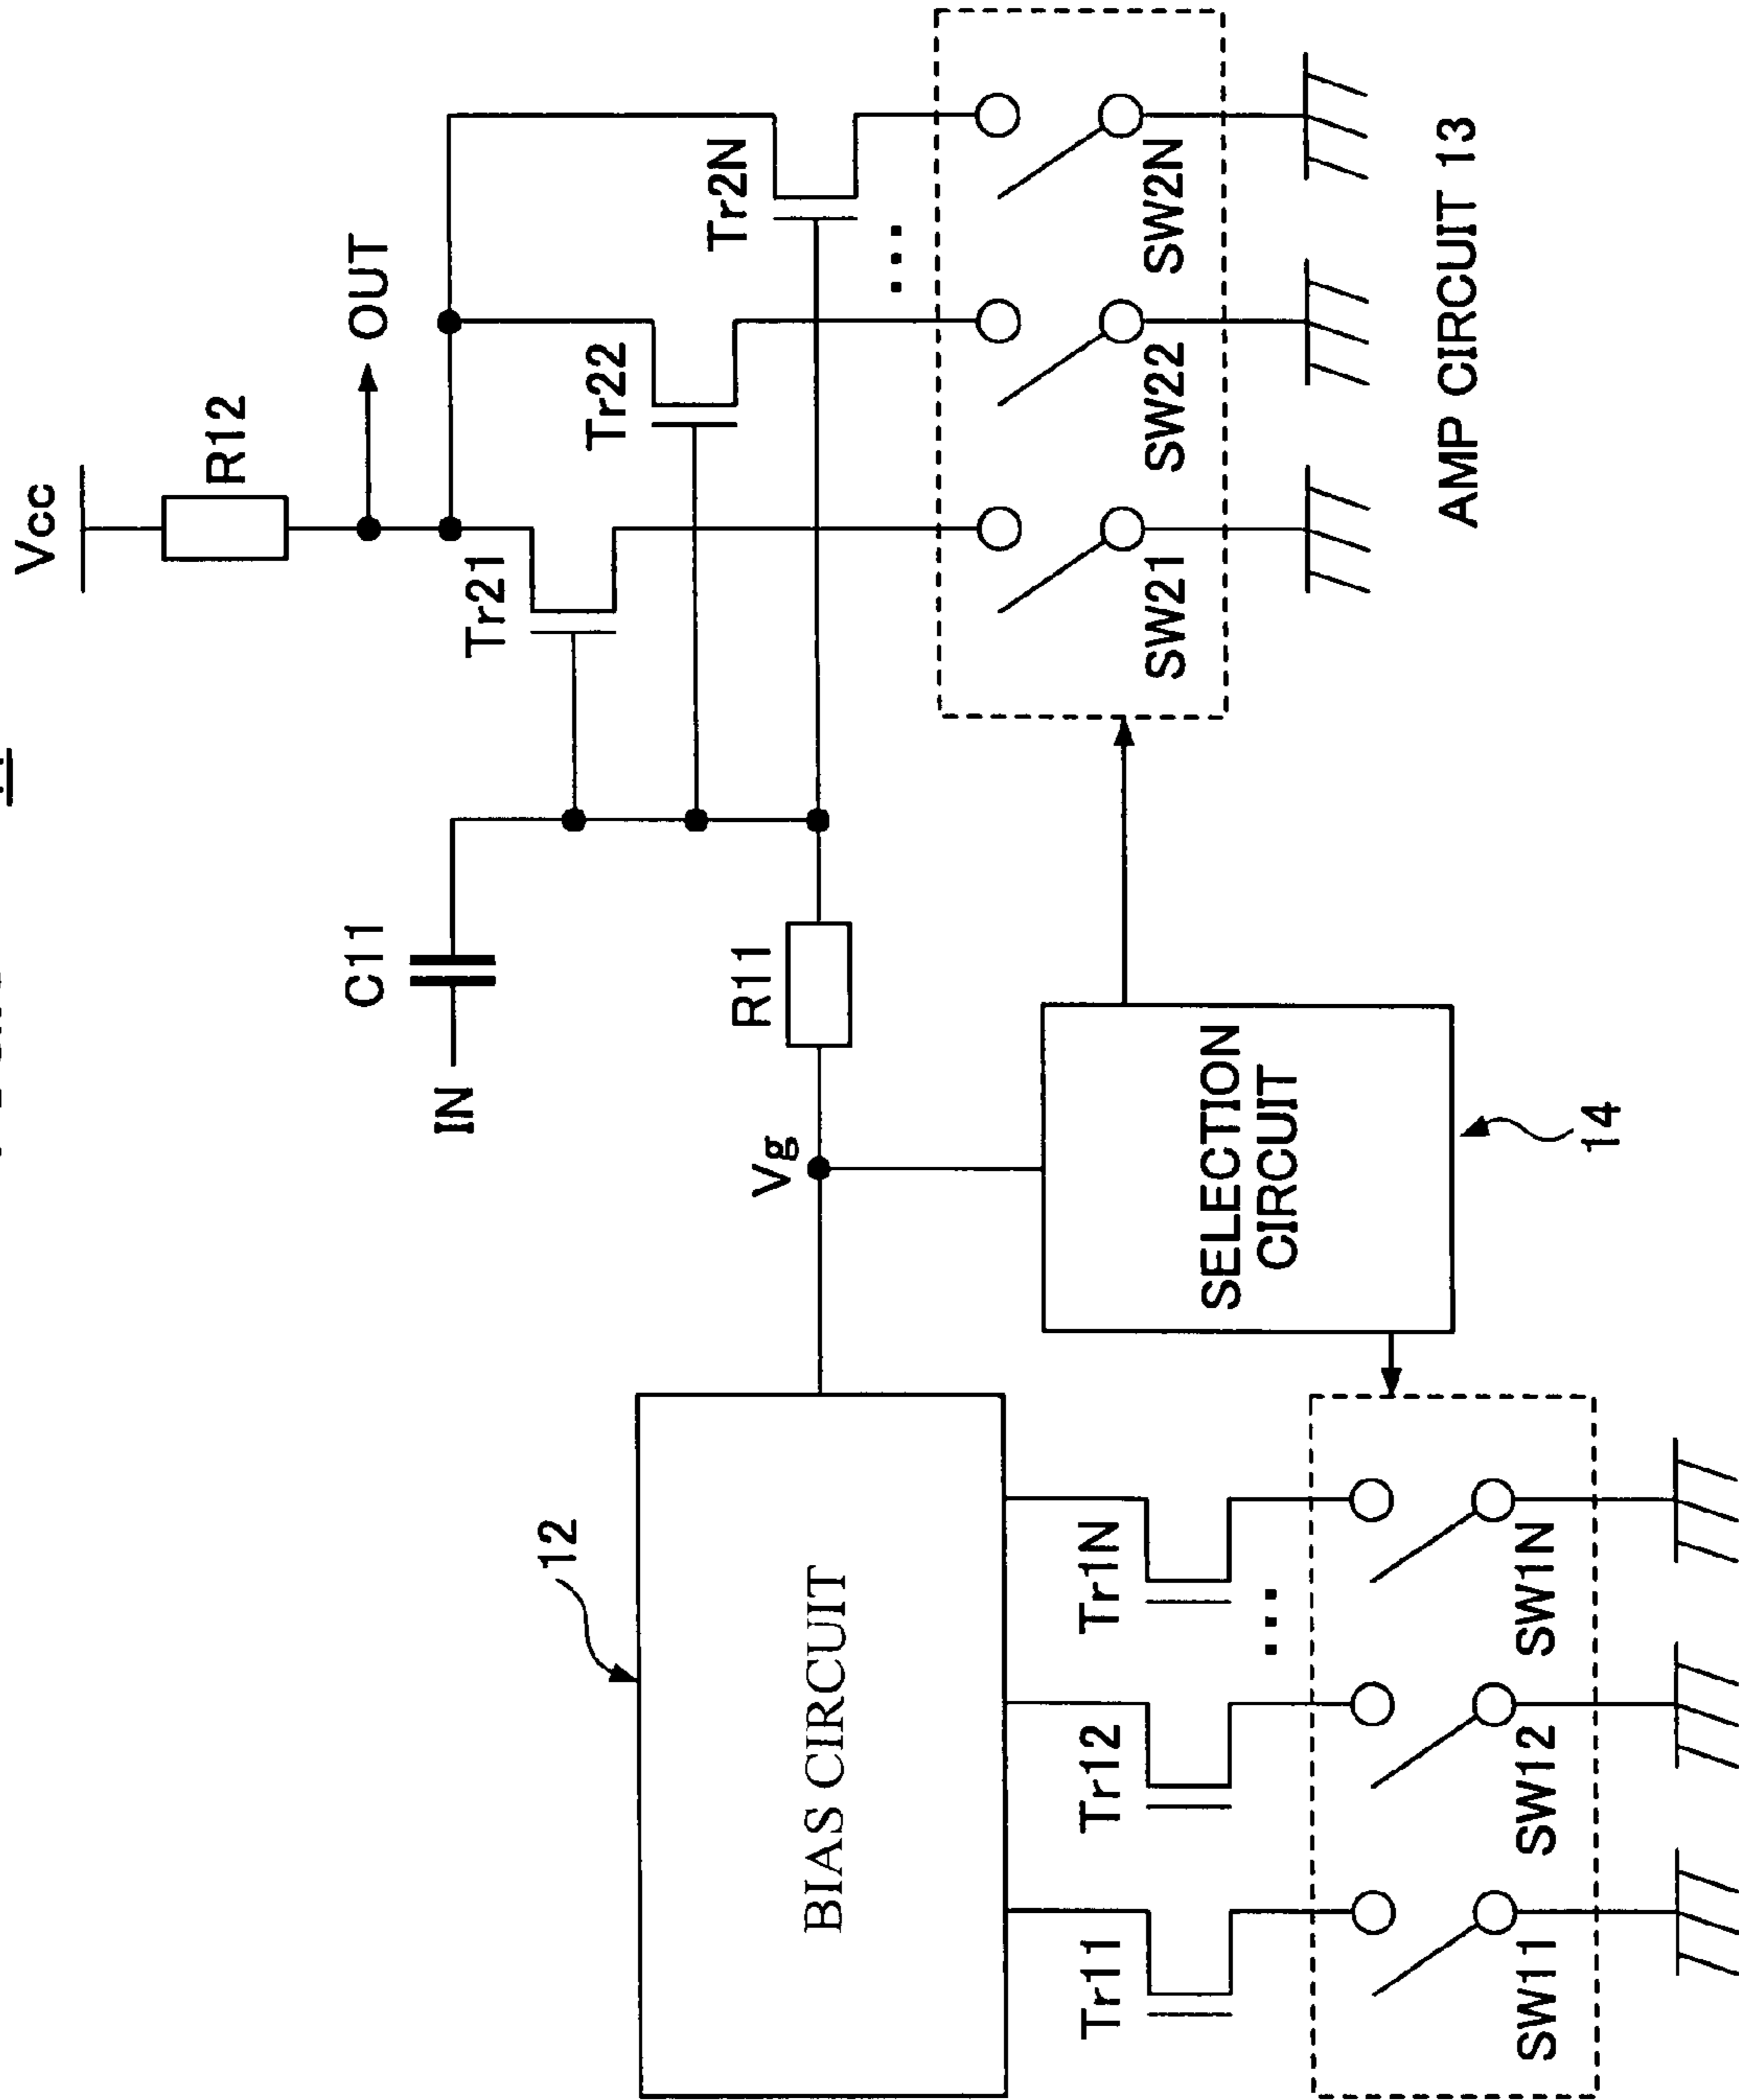 Vcc
R12
OUT
Tr21
Tr22
Tr2N
...
C11
IN
R11
Vg
SW21
SW22
SW2N
AMP CIRCUIT 13
SELECTION
CIRCUIT
14
12
BIAS CIRCUIT
Tr11
Tr12
Tr1N
...
SW11
SW12
SW1N